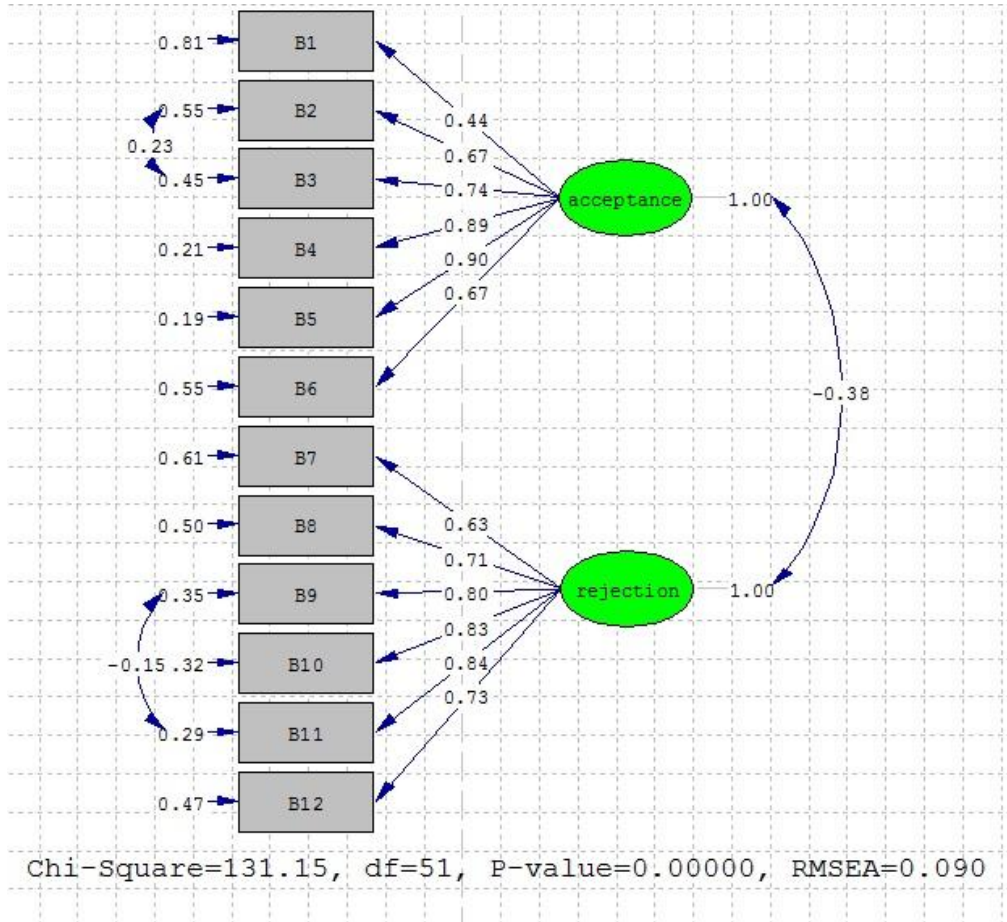 0.81 B1
0.44
0.55 B2
0.67
0.23
0.45 B3
0.74
acceptance 1.00
0.21 B4
0.89
0.90
0.67
0.19 B5
0.55 B6
-0.38
0.61 B7
0.63
0.50 B8
0.71
0.35 B9
0.80
rejection 1.00
0.83
-0.15 .32 B10
0.84
0.73
0.29 B11
0.47 B12
Chi-Square=131.15, df=51, P-value=0.00000, RMSEA=0.090